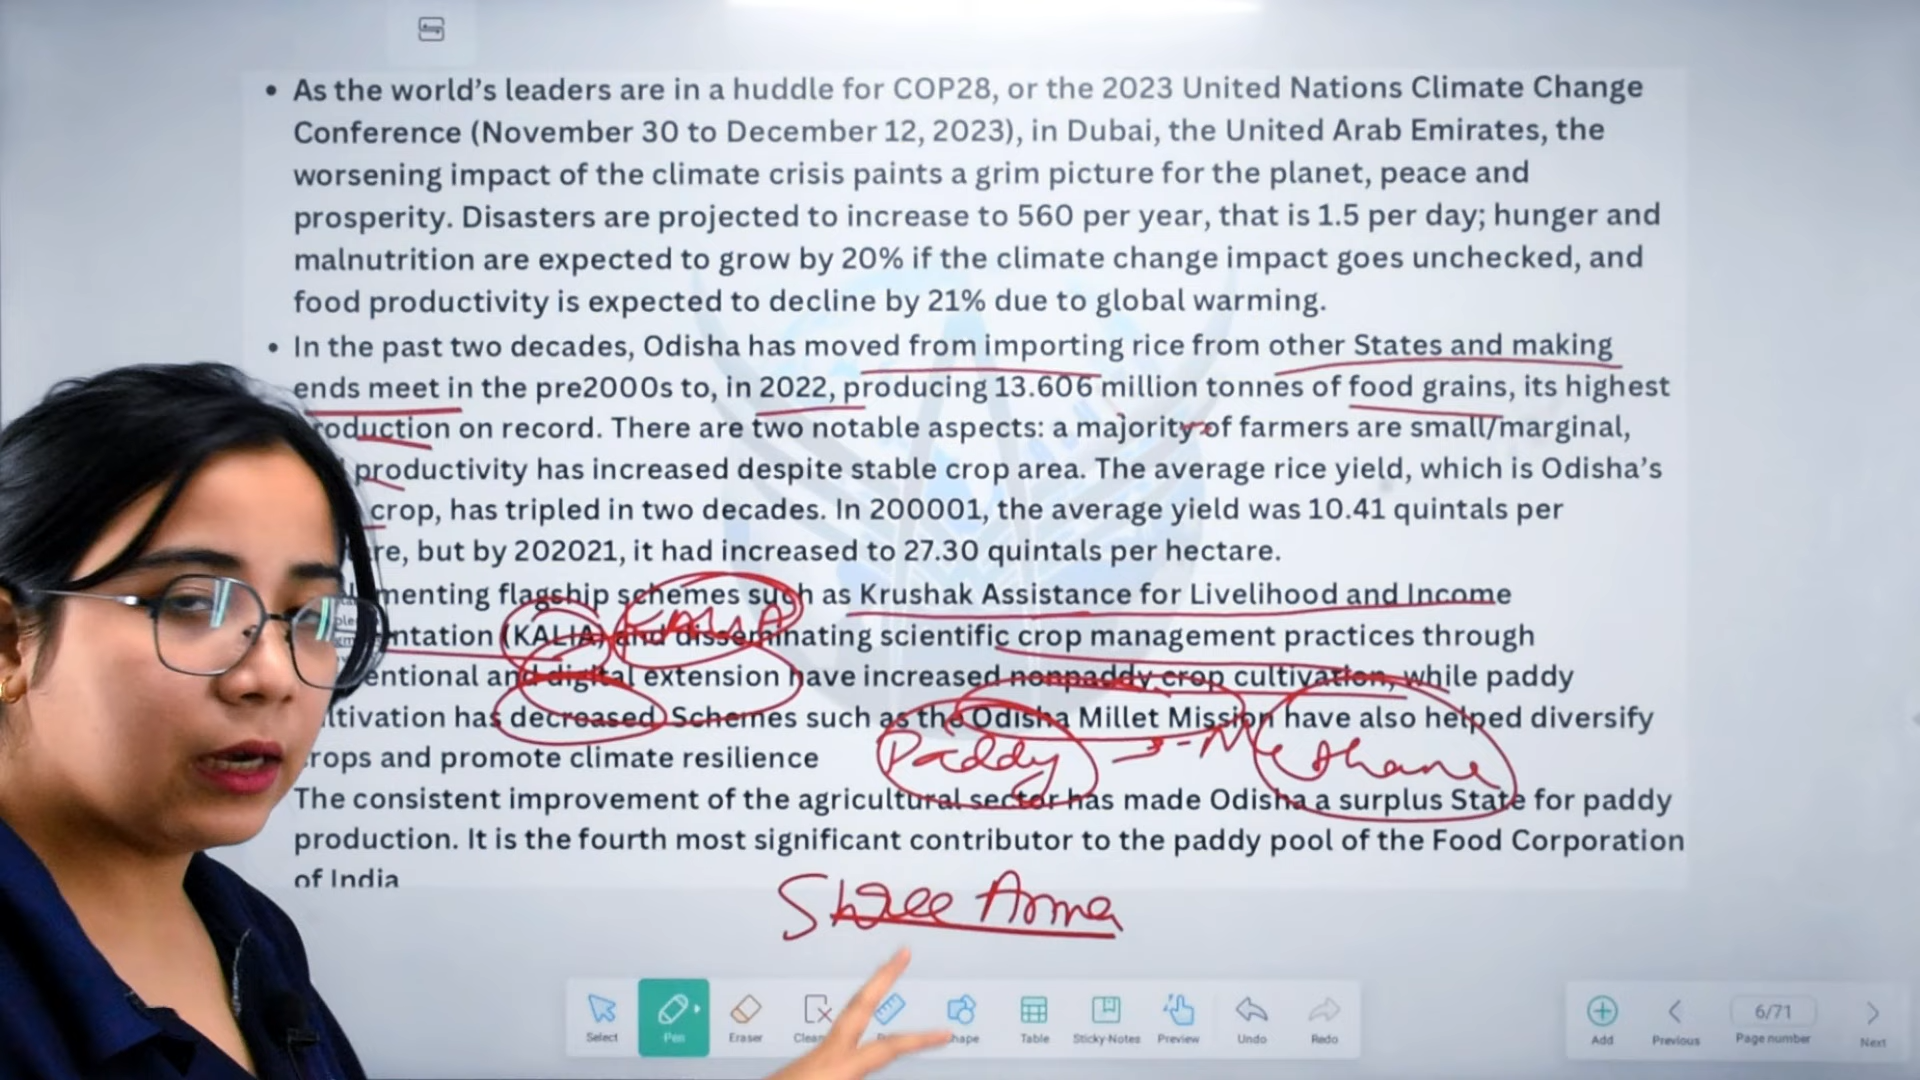 As the world's leaders are in a huddle for COP28, or the 2023 United Nations Climate Change
Conference (November 30 to December 12, 2023), in Dubai, the United Arab Emirates, the
worsening impact of the climate crisis paints a grim picture for the planet, peace and
prosperity. Disasters are projected to increase to 560 per year, that is 1.5 per day; hunger and
malnutrition are expected to grow by 20% if the climate change impact goes unchecked, and
food productivity is expected to decline by 21% due to global warming.
In the past two decades, Odisha has moved from importing rice from other States and making
ends meet in the pre2000s to, in 2022, producing 13.606 million tonnes of food grains, its highest
oduction on record. There are two notable aspects: a majority of farmers are small/marginal,
productivity has increased despite stable crop area. The average rice yield, which is Odisha's
crop, has tripled in two decades. In 200001, the average yield was 10.41 quintals per
re, but by 202021, it had increased to 27.30 quintals per hectare.
menting flagship schemes such as Krushak Assistance for Livelihood and Income
ntation (KALIA) and disseminating scientific crop management practices through
KALIA
entional and digital extension have increased nonpaddy crop cultivation, while paddy
ltivation has decreased Schemes such as the Odisha Millet Mission have also helped diversify
rops and promote climate resilience
Paddy → Methane
The consistent improvement of the agricultural sector has made Odisha a surplus State for paddy
production. It is the fourth most significant contributor to the paddy pool of the Food Corporation
of India
Shree Anna
Select
Pen
Eraser
Clea
hape
Table
Sticky-Notes
Preview
Undo
Redo
Add
Previous
6/71
Page number
Next